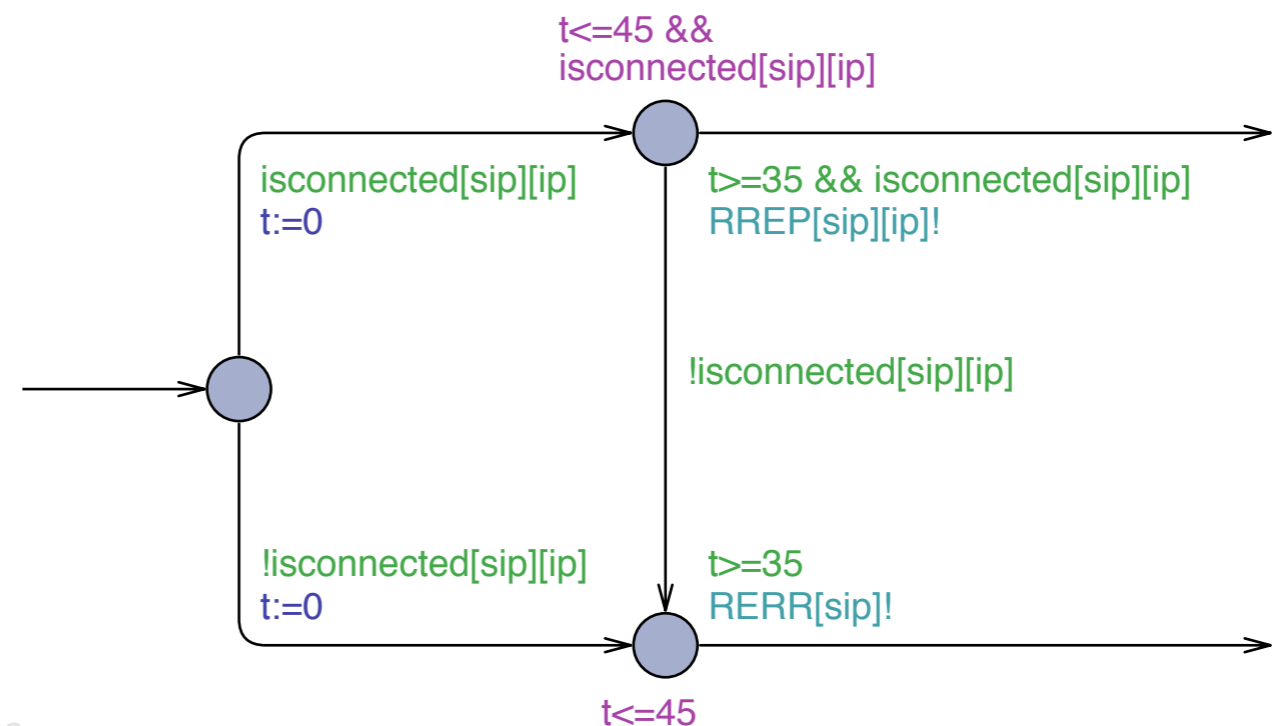 t<=45 &&
isconnected[sip][ip]
isconnected[sip][ip]
t:=0
t>=35 && isconnected[sip][ip]
RREP[sip][ip]!
!isconnected[sip][ip]
!isconnected[sip][ip]
t:=0
t>=35
RERR[sip]!
t<=45